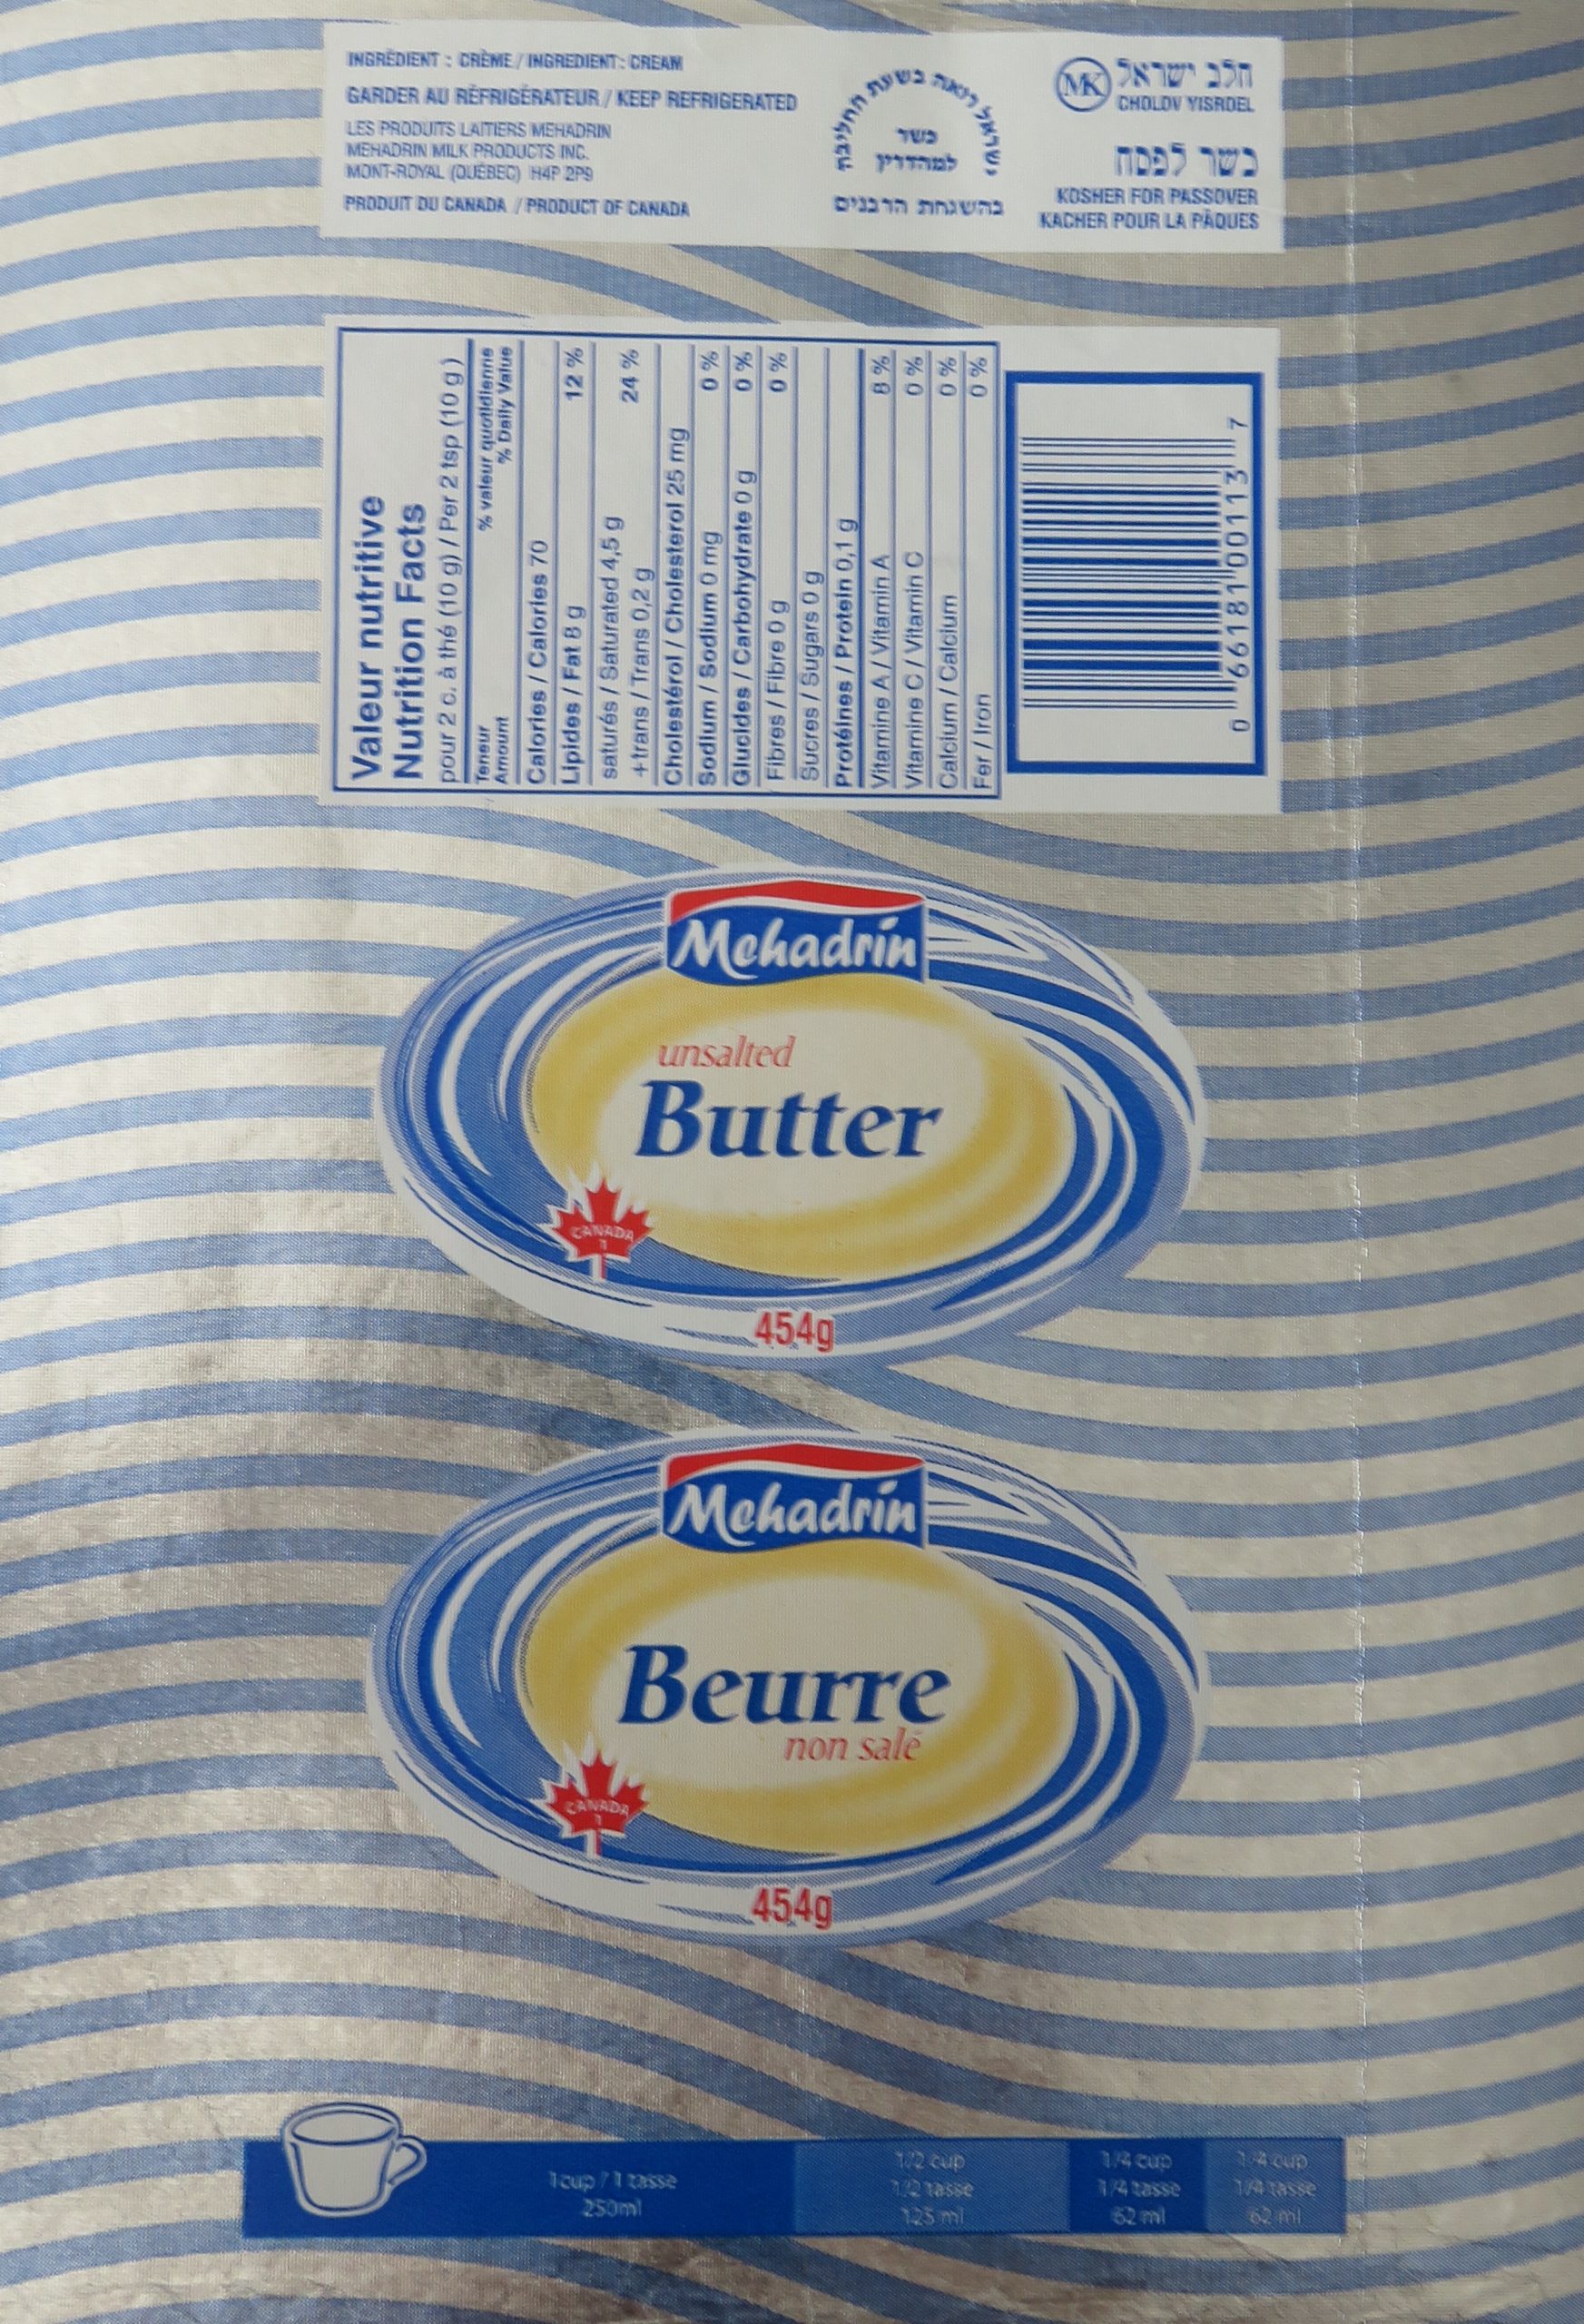 INGRÉDIENT : CRÈME / INGREDIENT: CREAM
GARDER AU RÉFRIGÉRATEUR / KEEP REFRIGERATED
LES PRODUITS LAITIERS MEHADRIN
MEHADRIN MILK PRODUCTS INC.
MONT-ROYAL (QUÉBEC) H4P 2P9
PRODUIT DU CANADA / PRODUCT OF CANADA
ישראל רואה בשעת החליבה
כשר
למהדרין
בהשגחת הרבנים
MK חלב ישראל
CHOLOV YISROEL
כשר לפסח
KOSHER FOR PASSOVER
KACHER POUR LA PÂQUES
Valeur nutritive
Nutrition Facts
pour 2 c. à thé (10 g) / Per 2 tsp (10 g)
Teneur % valeur quotidienne
Amount % Daily Value
Calories / Calories 70
Lipides / Fat 8 g 12 %
saturés / Saturated 4,5 g
+trans / Trans 0,2 g 24 %
Cholestérol / Cholesterol 25 mg
Sodium / Sodium 0 mg 0 %
Glucides / Carbohydrate 0 g 0 %
Fibres / Fibre 0 g 0 %
Sucres / Sugars 0 g
Protéines / Protein 0,1 g
Vitamine A / Vitamin A 8 %
Vitamine C / Vitamin C 0 %
Calcium / Calcium 0 %
Fer / Iron 0 %
0 66181 00113 7
Mehadrin
unsalted
Butter
CANADA
1
454g
Mehadrin
Beurre
non salé
CANADA
1
454g
1 cup / 1 tasse
250ml
1/2 cup
1/2 tasse
125 ml
1/4 cup
1/4 tasse
62 ml
1/4 cup
1/4 tasse
62 ml